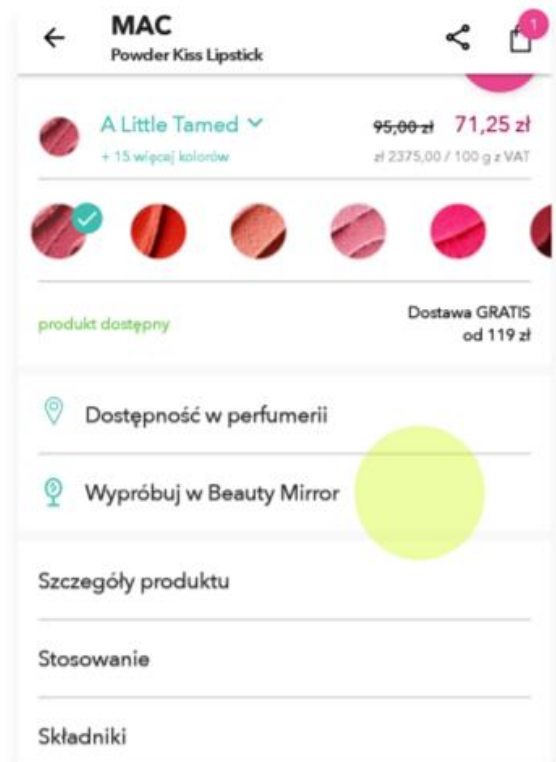 MAC
1
Powder Kiss Lipstick
A Little Tamed
95,00 zł 71,25 zł
+ 15 więcej kolorów
zł 2375,00 / 100 g z VAT
produkt dostępny
Dostawa GRATIS
od 119 zł
Dostępność w perfumerii
Wypróbuj w Beauty Mirror
Szczegóły produktu
Stosowanie
Składniki